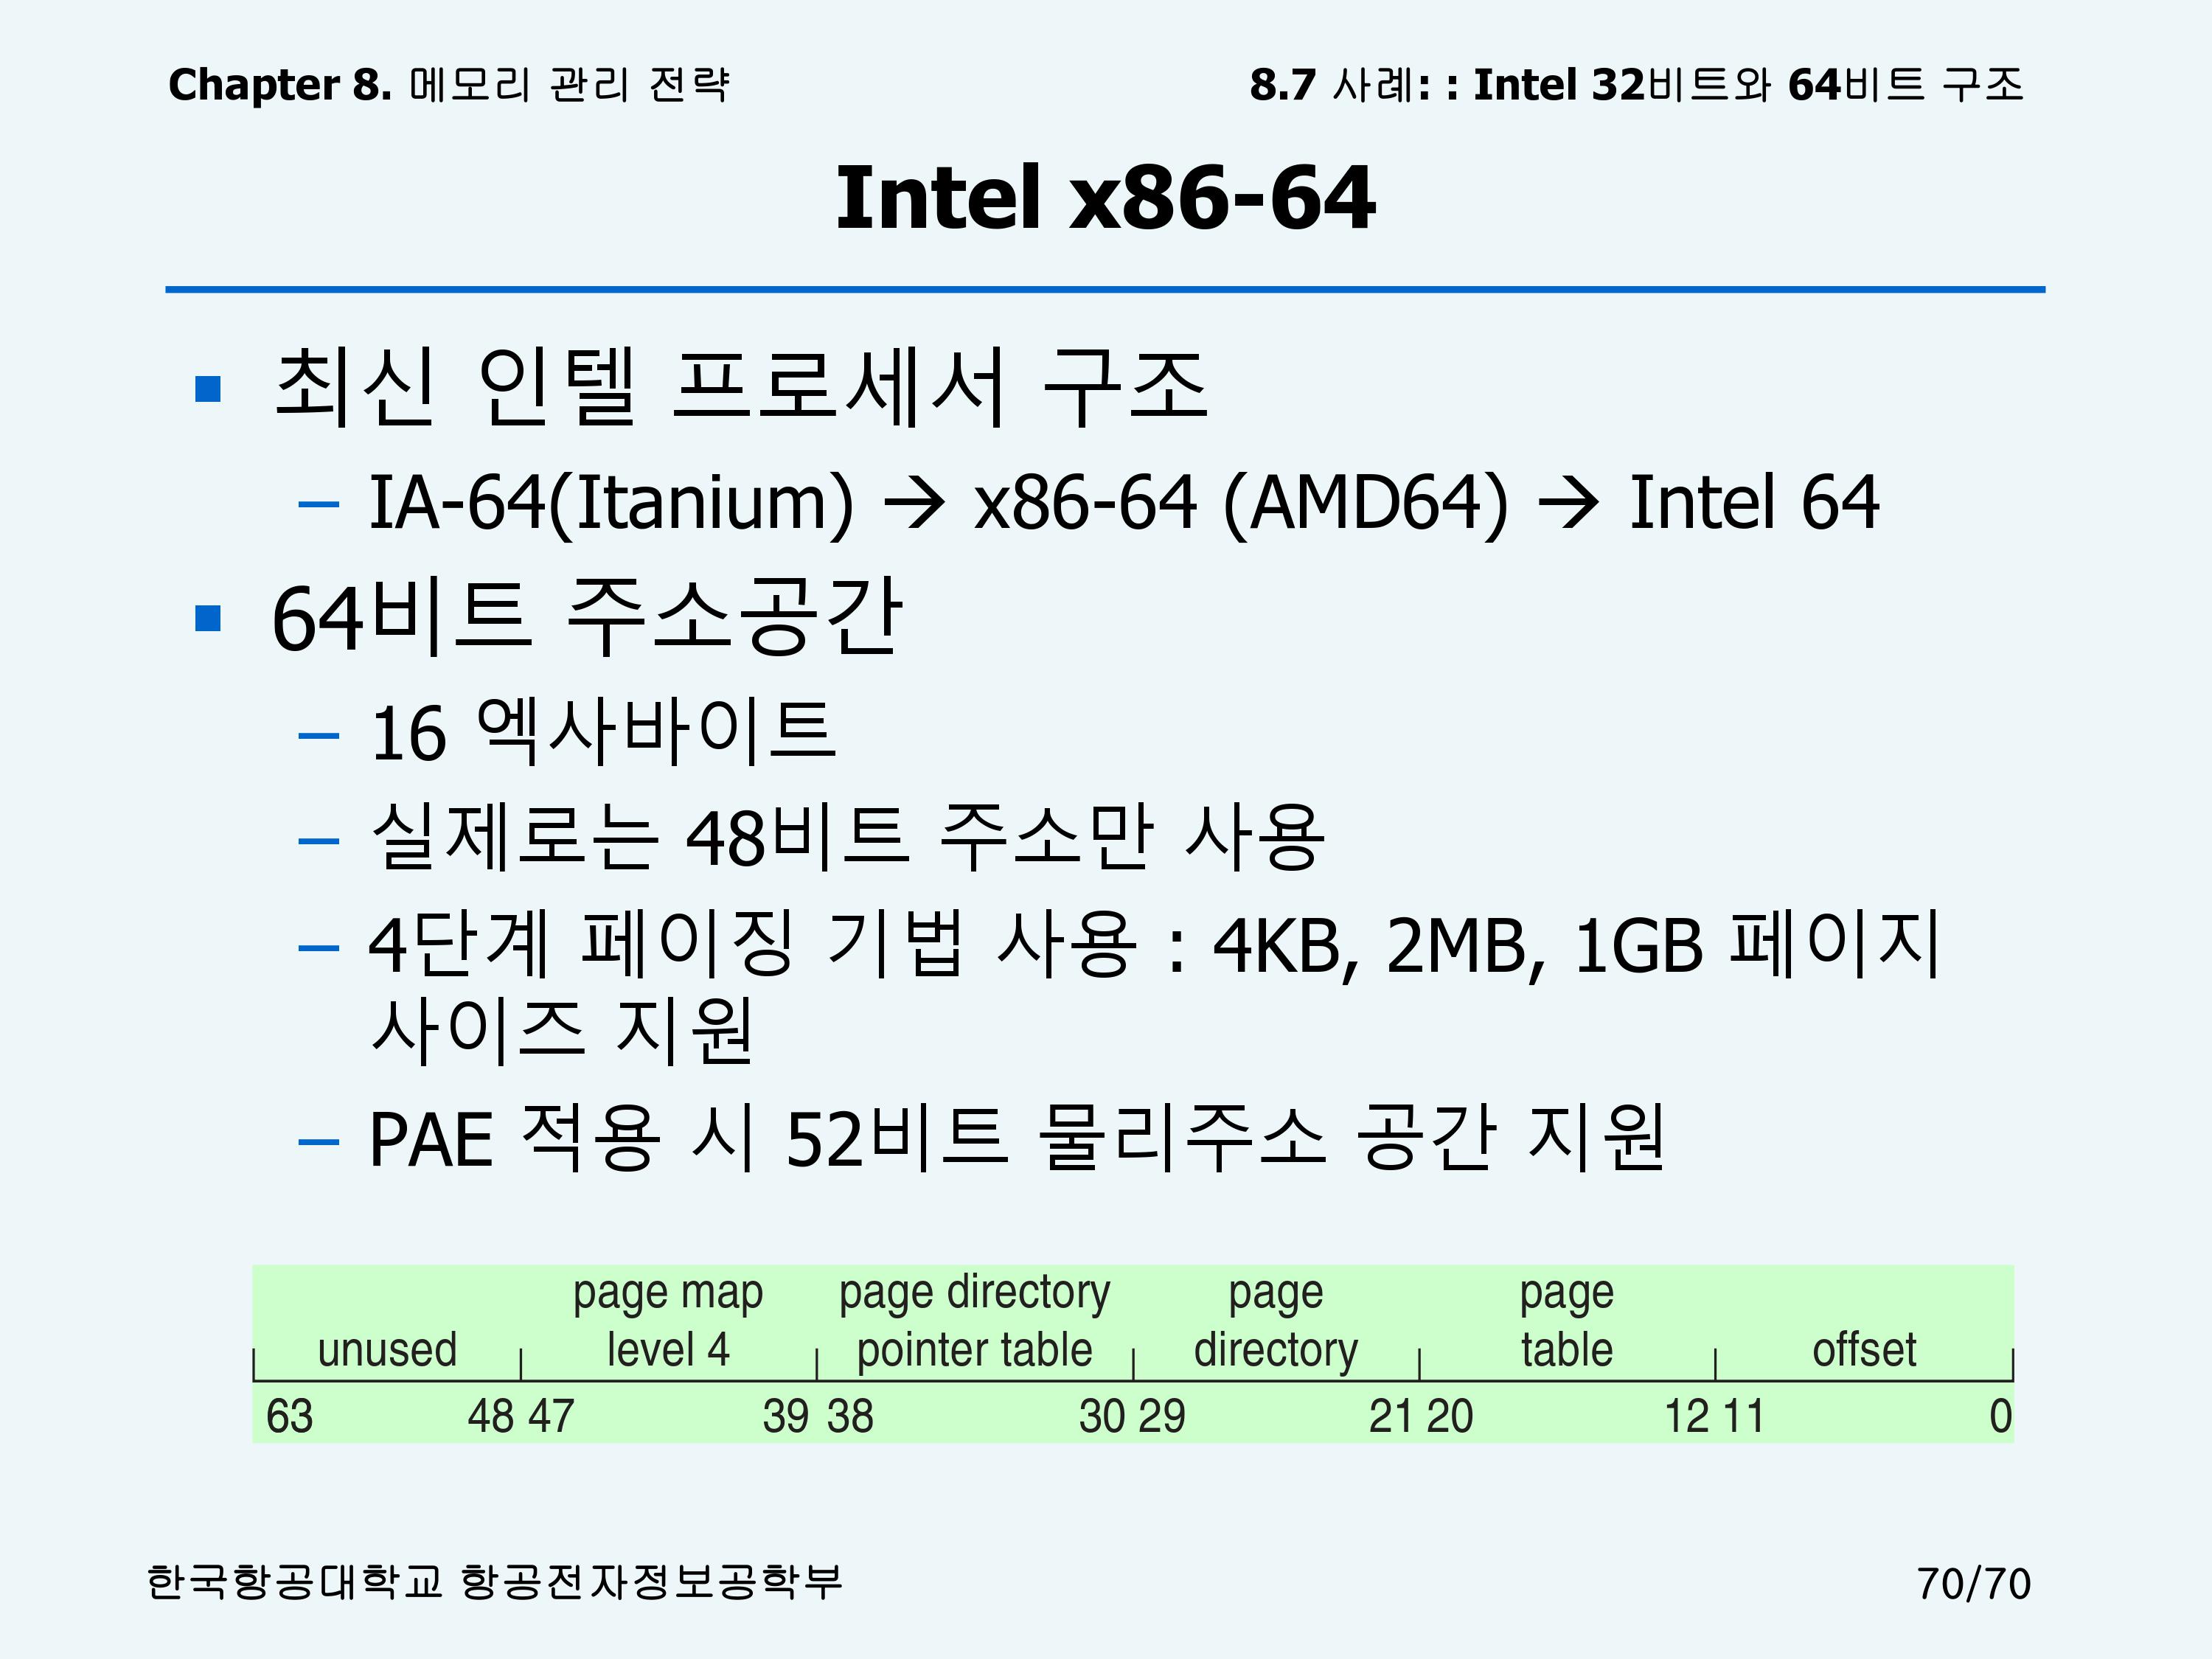 Chapter 8. 메모리 관리 전략
8.7 사례: : Intel 32비트와 64비트 구조
Intel x86-64
▪ 최신 인텔 프로세서 구조
– IA-64(Itanium) → x86-64 (AMD64) → Intel 64
▪ 64비트 주소공간
– 16 엑사바이트
– 실제로는 48비트 주소만 사용
– 4단계 페이징 기법 사용 : 4KB, 2MB, 1GB 페이지
사이즈 지원
– PAE 적용 시 52비트 물리주소 공간 지원
page map page directory page page
unused level 4 pointer table directory table offset
63 48 47 39 38 30 29 21 20 12 11 0
한국항공대학교 항공전자정보공학부
70/70